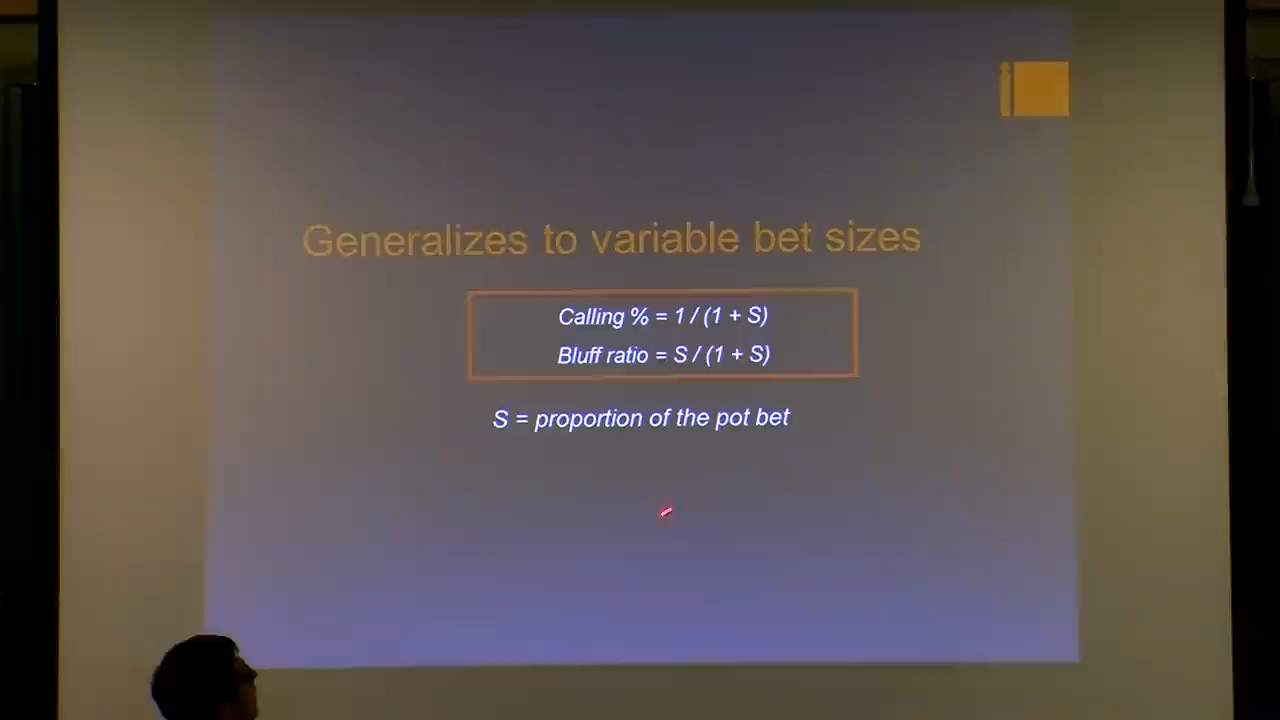 Generalizes to variable bet sizes
Calling % = 1 / (1 + S)
Bluff ratio = S / (1 + S)
S = proportion of the pot bet